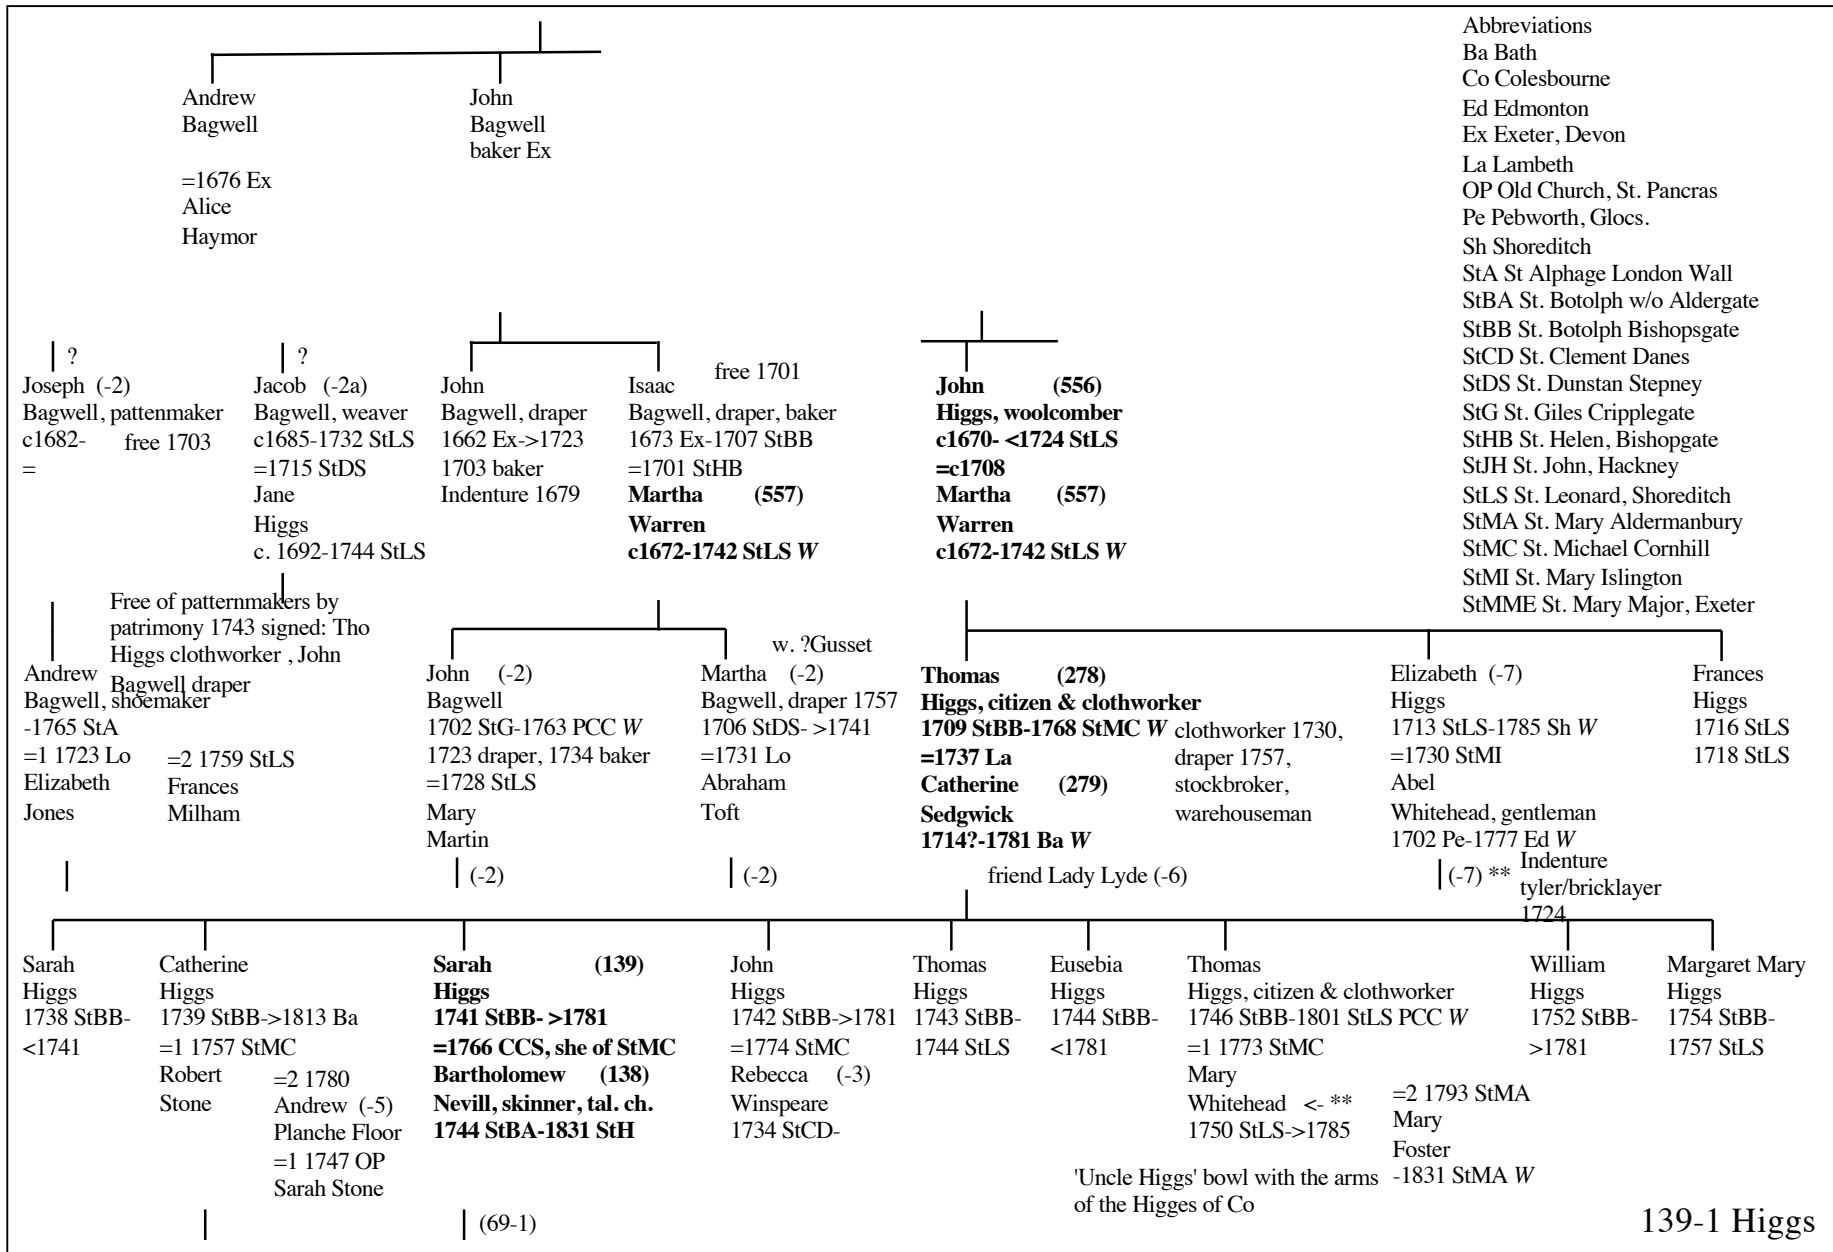 Andrew
Bagwell
=1676 Ex
Alice
Haymor
John
Bagwell
baker Ex
Abbreviations
Ba Bath
Co Colesbourne
Ed Edmonton
Ex Exeter, Devon
La Lambeth
OP Old Church, St. Pancras
Pe Pebworth, Glocs.
Sh Shoreditch
StA St Alphage London Wall
StBA St. Botolph w/o Aldergate
StBB St. Botolph Bishopsgate
StCD St. Clement Danes
StDS St. Dunstan Stepney
StG St. Giles Cripplegate
StHB St. Helen, Bishopgate
StJH St. John, Hackney
StLS St. Leonard, Shoreditch
StMA St. Mary Aldermanbury
StMC St. Michael Cornhill
StMI St. Mary Islington
StMME St. Mary Major, Exeter
?
Joseph (-2)
Bagwell, pattenmaker
c1682-
free 1703
=
?
Jacob (-2a)
Bagwell, weaver
c1685-1732 StLS
=1715 StDS
Jane
Higgs
c. 1692-1744 StLS
John
Bagwell, draper
1662 Ex->1723
1703 baker
Indenture 1679
free 1701
Isaac
Bagwell, draper, baker
1673 Ex-1707 StBB
=1701 StHB
Martha (557)
Warren
c1672-1742 StLS W
John (556)
Higgs, woolcomber
c1670- <1724 StLS
=c1708
Martha (557)
Warren
c1672-1742 StLS W
Free of patternmakers by
patrimony 1743 signed: Tho
Higgs clothworker , John
Bagwell draper
Andrew
Bagwell, shoemaker
-1765 StA
=1 1723 Lo
Elizabeth
Jones
=2 1759 StLS
Frances
Milham
John (-2)
Bagwell
1702 StG-1763 PCC W
1723 draper, 1734 baker
=1728 StLS
Mary
Martin
w. ?Gusset
Martha (-2)
Bagwell, draper 1757
1706 StDS- >1741
=1731 Lo
Abraham
Toft
Thomas (278)
Higgs, citizen & clothworker
1709 StBB-1768 StMC W
=1737 La
Catherine (279)
Sedgwick
1714?-1781 Ba W
clothworker 1730,
draper 1757,
stockbroker,
warehouseman
Elizabeth (-7)
Higgs
1713 StLS-1785 Sh W
=1730 StMI
Abel
Whitehead, gentleman
1702 Pe-1777 Ed W
Frances
Higgs
1716 StLS
1718 StLS
(-2)
(-2)
friend Lady Lyde (-6)
(-7) **
Indenture
tyler/bricklayer
1724
Sarah
Higgs
1738 StBB-
<1741
Catherine
Higgs
1739 StBB->1813 Ba
=1 1757 StMC
Robert
Stone
=2 1780
Andrew (-5)
Planche Floor
=1 1747 OP
Sarah Stone
Sarah (139)
Higgs
1741 StBB- >1781
=1766 CCS, she of StMC
Bartholomew (138)
Nevill, skinner, tal. ch.
1744 StBA-1831 StH
John
Higgs
1742 StBB->1781
=1774 StMC
Rebecca (-3)
Winspeare
1734 StCD-
Thomas
Higgs
1743 StBB-
1744 StLS
Eusebia
Higgs
1744 StBB-
<1781
Thomas
Higgs, citizen & clothworker
1746 StBB-1801 StLS PCC W
=1 1773 StMC
Mary
Whitehead <- **
1750 StLS->1785
=2 1793 StMA
Mary
Foster
-1831 StMA W
William
Higgs
1752 StBB-
>1781
Margaret Mary
Higgs
1754 StBB-
1757 StLS
'Uncle Higgs' bowl with the arms
of the Higges of Co
(69-1)
139-1 Higgs